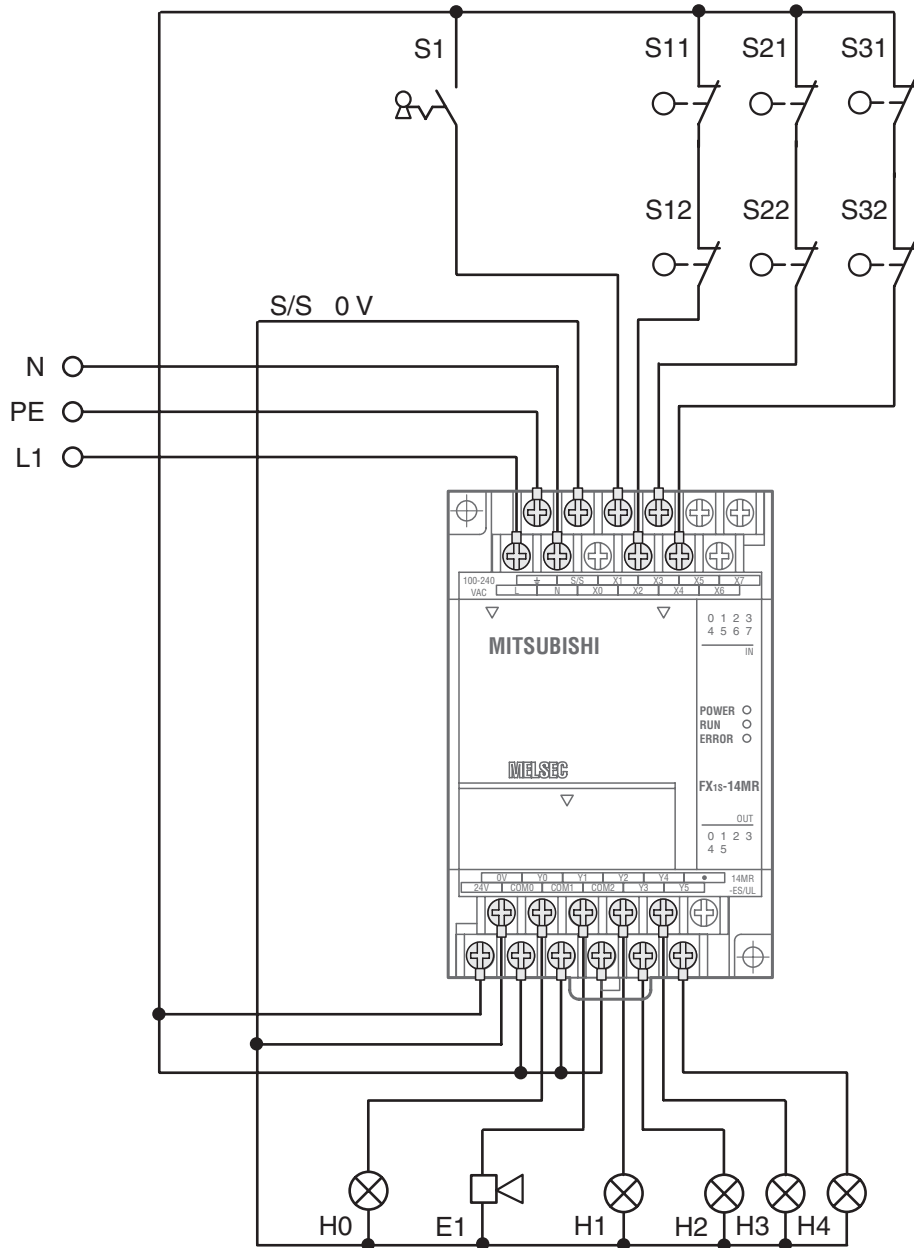 S1 S11 S21 S31
S12 S22 S32
S/S 0 V
N
PE
L1
100-240 ⏚ S/S X1 X3 X5 X7
VAC L N X0 X2 X4 X6
0 1 2 3
4 5 6 7
IN
MITSUBISHI
POWER
RUN
ERROR
MELSEC
FX1S-14MR
OUT
0 1 2 3
4 5
0V Y0 Y1 Y2 Y4 • 14MR
24V COM0 COM1 COM2 Y3 Y5 -ES/UL
H0 E1 H1 H2 H3 H4